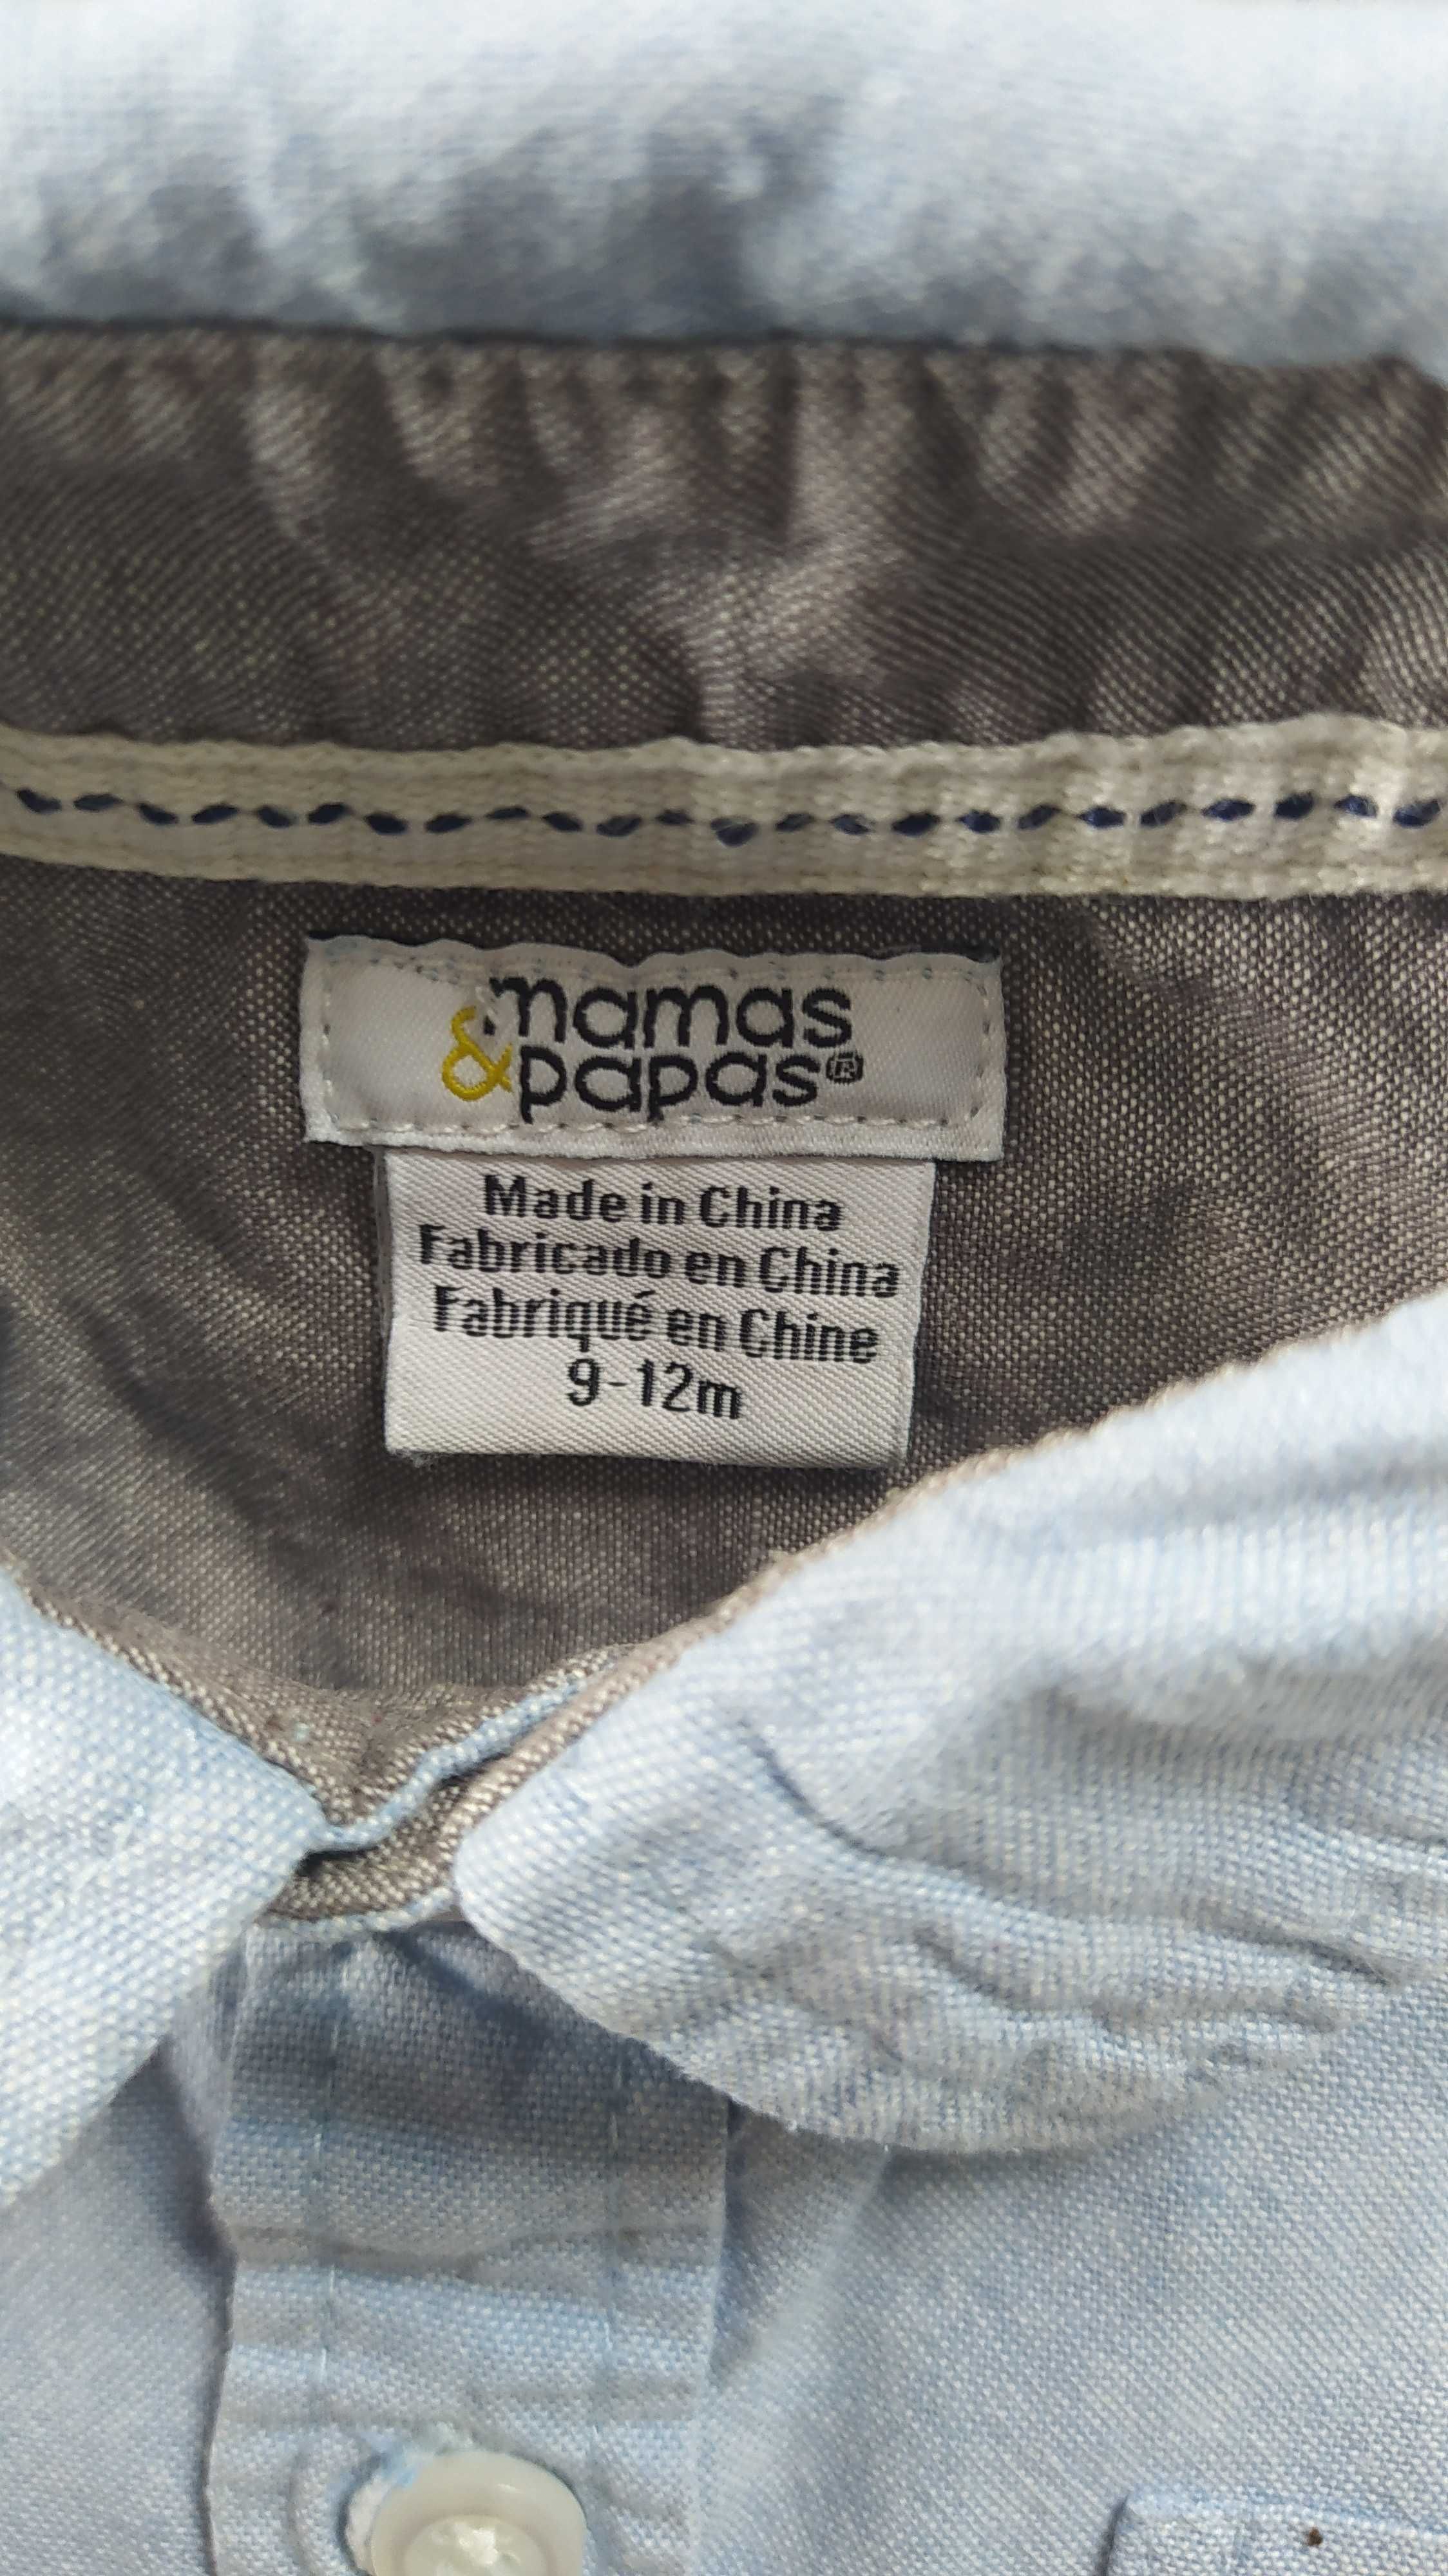 mamas
&papas®
Made in China
Fabricado en China
Fabriqué en Chine
9-12m